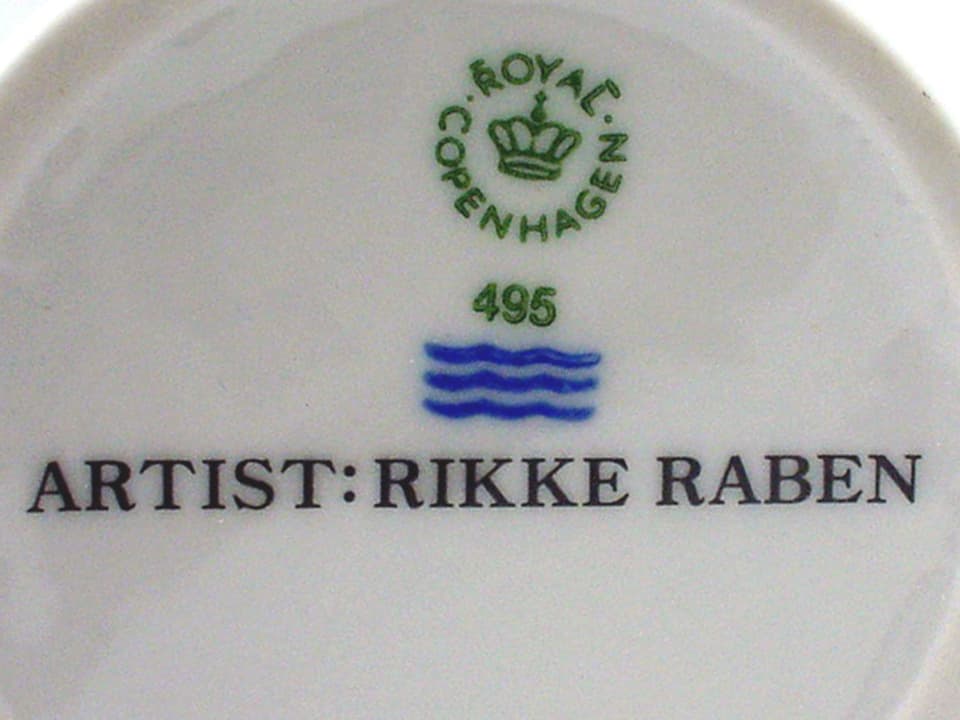 ROYAL
COPENHAGEN
495
ARTIST: RIKKE RABEN